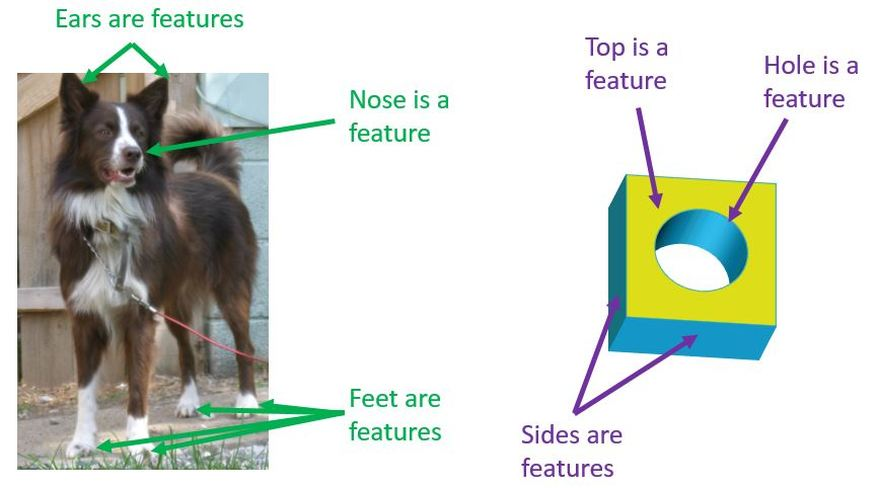 Ears are features
Nose is a
feature
Feet are
features
Top is a
feature
Hole is a
feature
Sides are
features